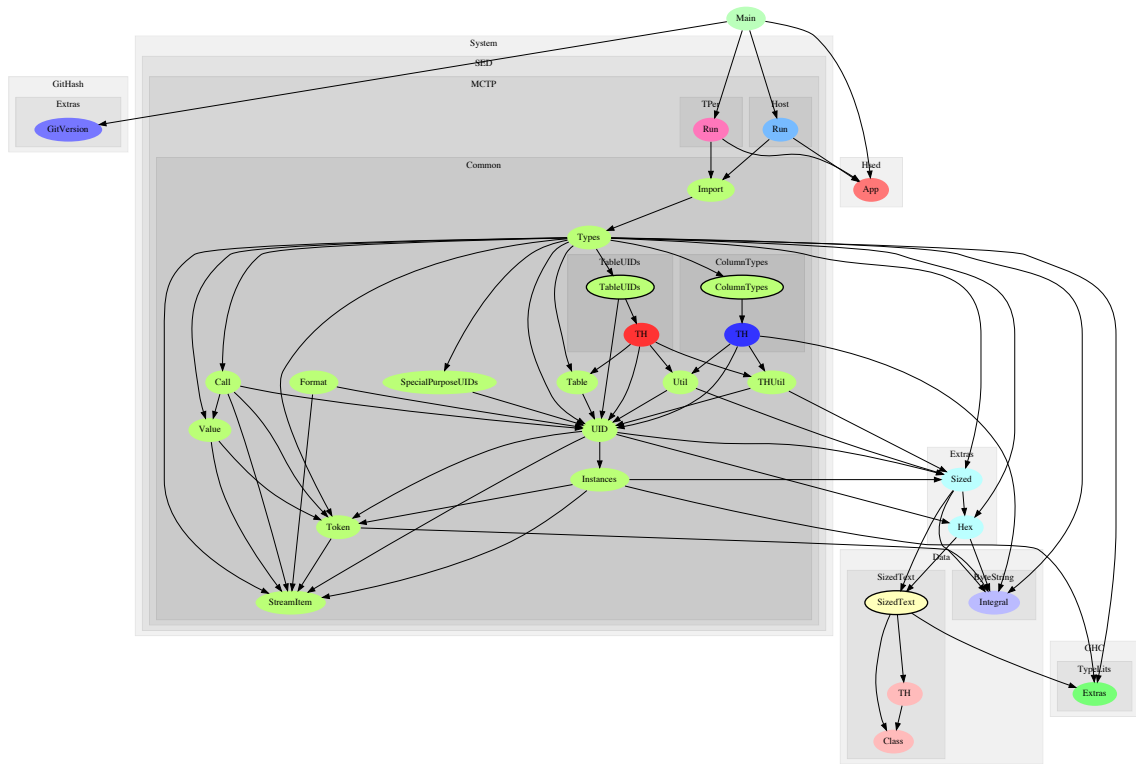 Main
System
SED
MCTP
GitHash
Extras
GitVersion
TPer
Run
Host
Run
Common
Hsed
App
Import
Types
TableUIDs
TableUIDs
ColumnTypes
ColumnTypes
TH
TH
Call
Format
SpecialPurposeUIDs
Table
Util
THUtil
Value
UID
Extras
Instances
Sized
Token
Hex
Data
SizedText
ByteString
StreamItem
SizedText
Integral
GHC
TypeLits
TH
Extras
Class